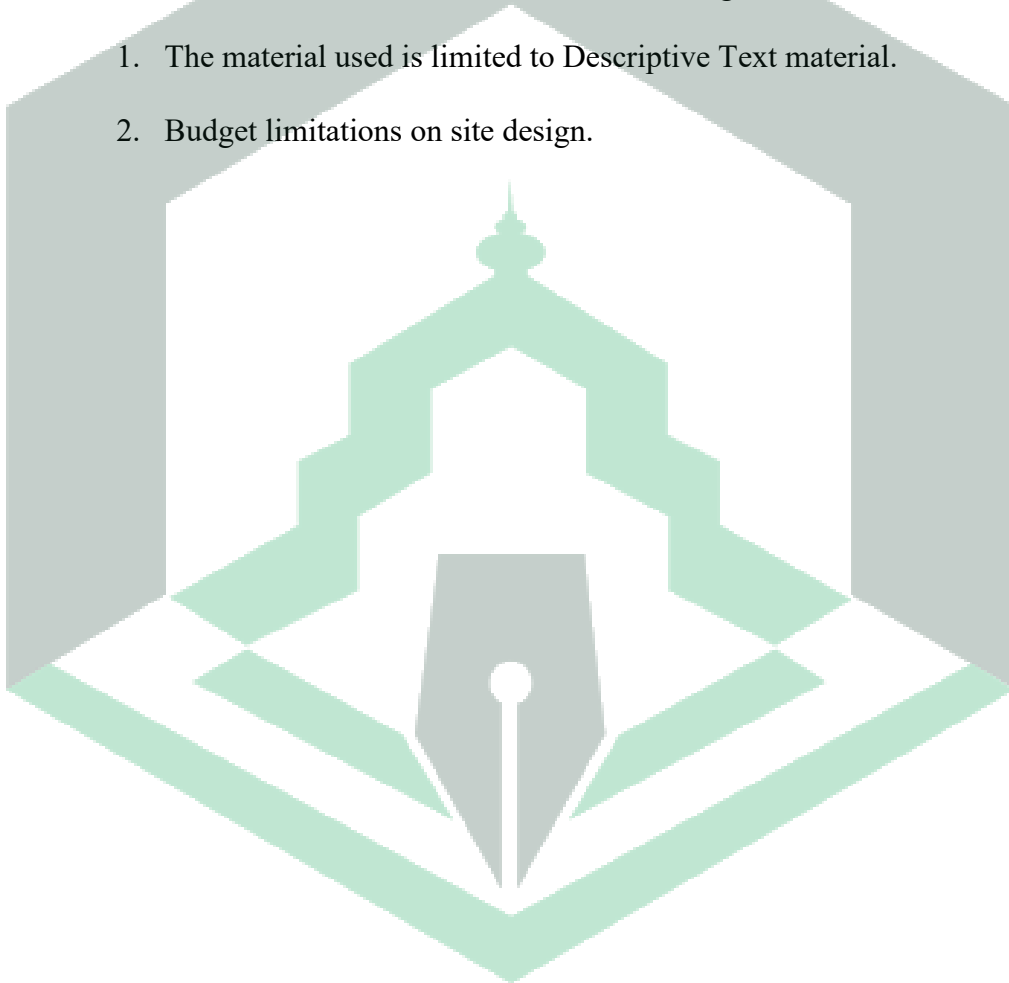 1. The material used is limited to Descriptive Text material.
2. Budget limitations on site design.